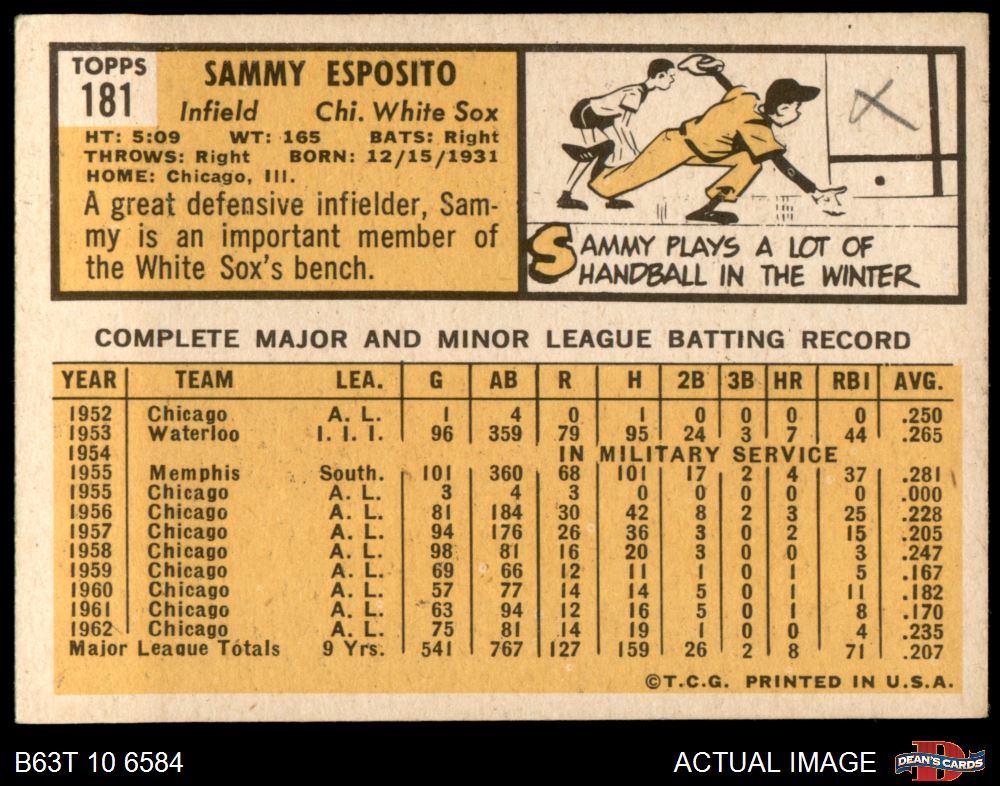 TOPPS
181
SAMMY ESPOSITO
Infield Chi. White Sox
HT: 5:09 WT: 165 BATS: Right
THROWS: Right BORN: 12/15/1931
HOME: Chicago, Ill.
A great defensive infielder, Sam-
my is an important member of
the White Sox's bench.
SAMMY PLAYS A LOT OF
HANDBALL IN THE WINTER
COMPLETE MAJOR AND MINOR LEAGUE BATTING RECORD
YEAR TEAM LEA. G AB R H 2B 3B HR RBI AVG.
1952 Chicago A. L. 1 4 0 1 0 0 0 0 .250
1953 Waterloo I. I. I. 96 359 79 95 24 3 7 44 .265
1954 IN MILITARY SERVICE
1955 Memphis South. 101 360 68 101 17 2 4 37 .281
1955 Chicago A. L. 3 4 3 0 0 0 0 0 .000
1956 Chicago A. L. 81 184 30 42 8 2 3 25 .228
1957 Chicago A. L. 94 176 26 36 3 0 2 15 .205
1958 Chicago A. L. 98 81 16 20 3 0 0 3 .247
1959 Chicago A. L. 69 66 12 11 1 0 1 5 .167
1960 Chicago A. L. 57 77 14 14 5 0 1 11 .182
1961 Chicago A. L. 63 94 12 16 5 0 1 8 .170
1962 Chicago A. L. 75 81 14 19 1 0 0 4 .235
Major League Totals 9 Yrs. 541 767 127 159 26 2 8 71 .207
©T.C.G. PRINTED IN U.S.A.
B63T 10 6584 ACTUAL IMAGE
DEAN'S CARDS